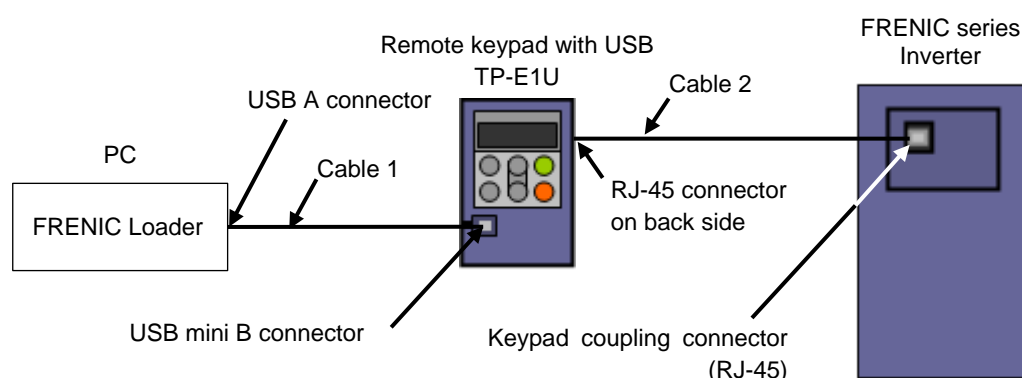 FRENIC series
Inverter
Remote keypad with USB
TP-E1U
Cable 2
USB A connector
PC
Cable 1
RJ-45 connector
on back side
FRENIC Loader
USB mini B connector
Keypad coupling connector
(RJ-45)